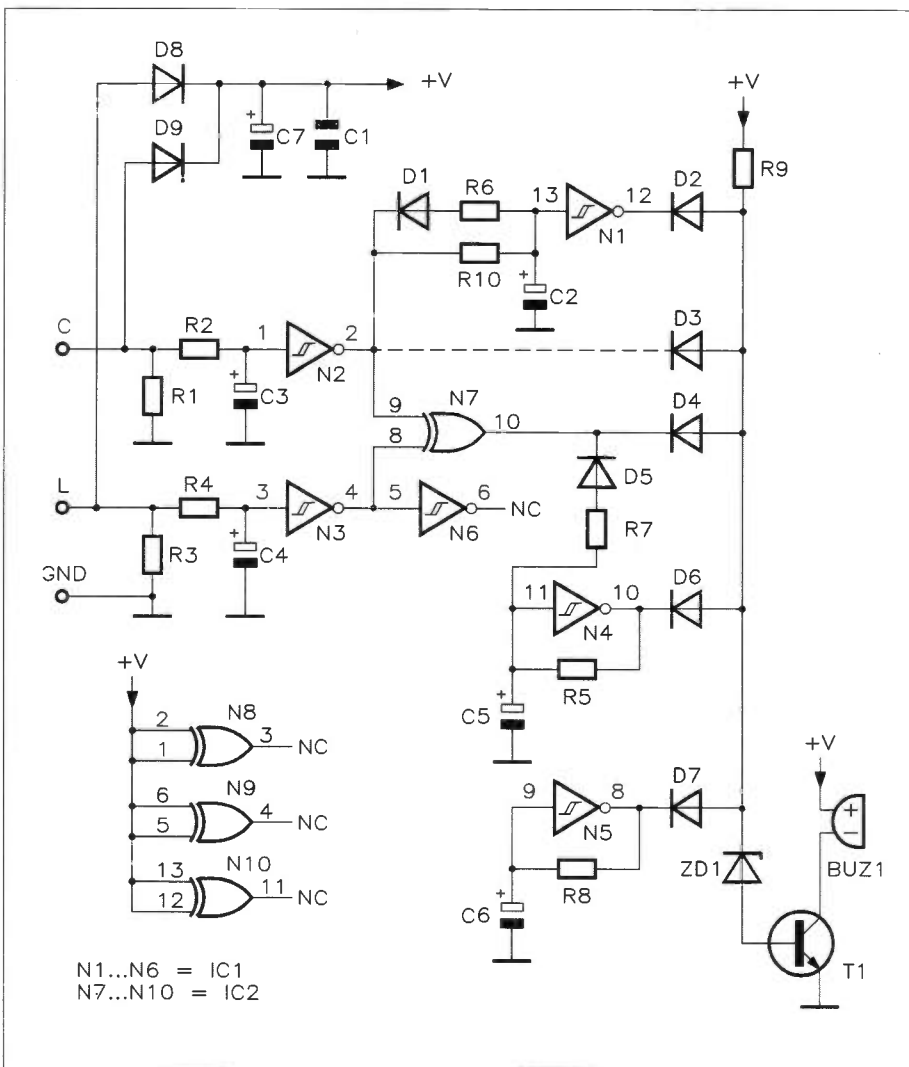 D8
+V
+
C7
C1
D9
+V
R9
D1
R6
13
12
D2
N1
R10
+
C2
C
R2
1
2
N2
D3
R1
+
C3
9
N7
10
D4
8
L
R4
3
4
5
6
NC
N3
N6
D5
R7
R3
+
C4
GND
11
10
D6
N4
R5
+
C5
+V
2
N8
3
NC
1
6
N9
4
NC
5
13
N10
11
NC
12
9
8
D7
N5
R8
+
C6
+V
+
−
BUZ1
ZD1
T1
N1...N6 = IC1
N7...N10 = IC2